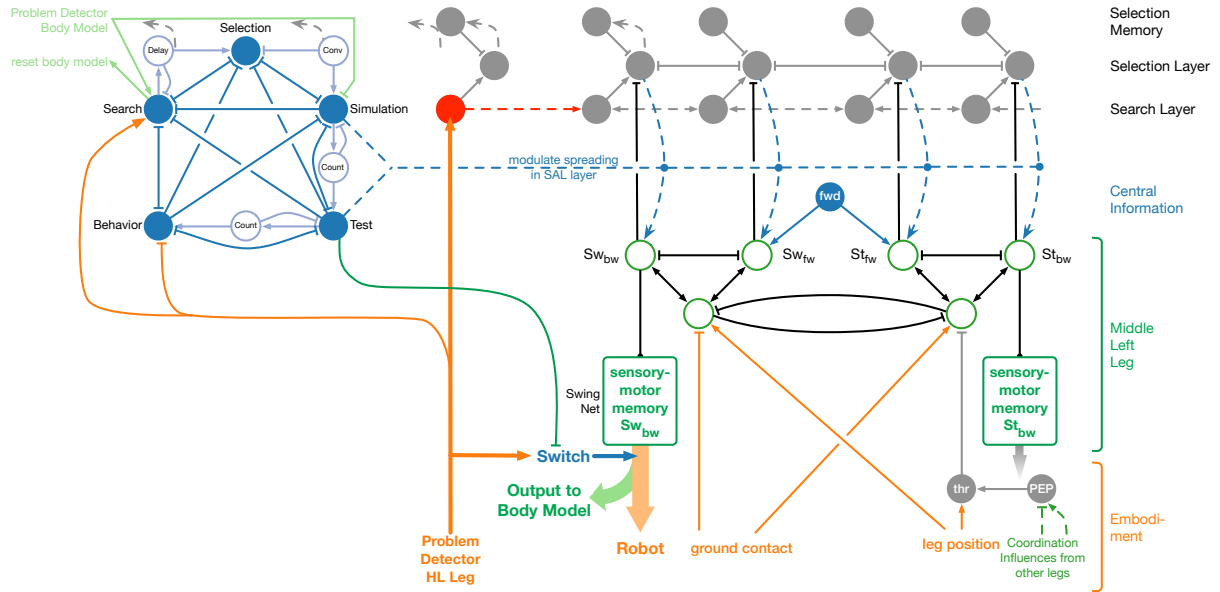 Problem Detector
Body Model
Selection
Delay
Conv
reset body model
Search
Simulation
Count
Behavior
Count
Test
modulate spreading
in SAL layer
fwd
Selection
Memory
Selection Layer
Search Layer
Central
Information
Sw_bw
Sw_fw
St_fw
St_bw
Middle
Left
Leg
Swing
Net
sensory-
motor
memory
Sw_bw
sensory-
motor
memory
St_bw
Switch
Output to
Body Model
thr
PEP
Problem
Detector
HL Leg
Robot
ground contact
leg position
Coordination
Influences from
other legs
Embodi-
ment